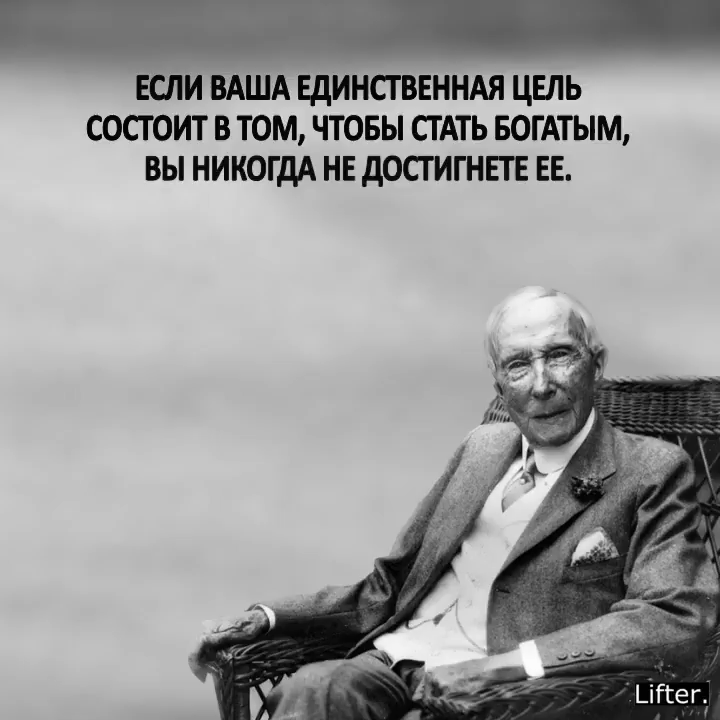 ЕСЛИ ВАША ЕДИНСТВЕННАЯ ЦЕЛЬ
СОСТОИТ В ТОМ, ЧТОБЫ СТАТЬ БОГАТЫМ,
ВЫ НИКОГДА НЕ ДОСТИГНЕТЕ ЕЕ.
Lifter.